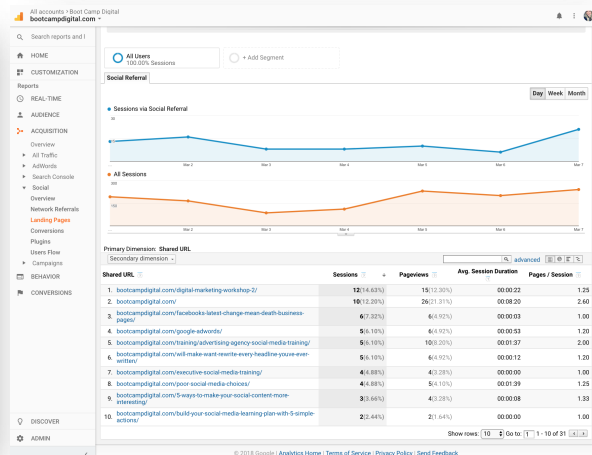 All accounts > Boot Camp Digital
bootcampdigital.com
Search reports and l
HOME
CUSTOMIZATION
Reports
REAL-TIME
AUDIENCE
ACQUISITION
Overview
All Traffic
AdWords
Search Console
Social
Overview
Network Referrals
Landing Pages
Conversions
Plugins
Users Flow
Campaigns
BEHAVIOR
CONVERSIONS
DISCOVER
ADMIN
All Users
100.00% Sessions
+ Add Segment
Social Referral
Day Week Month
Sessions via Social Referral
30
Mar 2 Mar 3 Mar 4 Mar 5 Mar 6 Mar 7
All Sessions
300
150
Mar 2 Mar 3 Mar 4 Mar 5 Mar 6 Mar 7
Primary Dimension: Shared URL
Secondary dimension
advanced
Shared URL Sessions Pageviews Avg. Session Duration Pages / Session
1. bootcampdigital.com/digital-marketing-workshop-2/ 12(14.63%) 15(12.30%) 00:00:22 1.25
2. bootcampdigital.com/ 10(12.20%) 26(21.31%) 00:08:20 2.60
3. bootcampdigital.com/facebooks-latest-change-mean-death-business-
pages/ 6(7.32%) 6(4.92%) 00:00:03 1.00
4. bootcampdigital.com/google-adwords/ 5(6.10%) 6(4.92%) 00:00:53 1.20
5. bootcampdigital.com/training/advertising-agency-social-media-training/ 5(6.10%) 10(8.20%) 00:01:37 2.00
6. bootcampdigital.com/will-make-want-rewrite-every-headline-youve-ever-
written/ 5(6.10%) 6(4.92%) 00:00:12 1.20
7. bootcampdigital.com/executive-social-media-training/ 4(4.88%) 4(3.28%) 00:00:00 1.00
8. bootcampdigital.com/poor-social-media-choices/ 4(4.88%) 5(4.10%) 00:01:39 1.25
9. bootcampdigital.com/5-ways-to-make-your-social-content-more-
interesting/ 3(3.66%) 4(3.28%) 00:00:08 1.33
10. bootcampdigital.com/build-your-social-media-learning-plan-with-5-simple-
actions/ 2(2.44%) 2(1.64%) 00:00:00 1.00
Show rows: 10 Go to: 1 1 - 10 of 31
© 2018 Google | Analytics Home | Terms of Service | Privacy Policy | Send Feedback